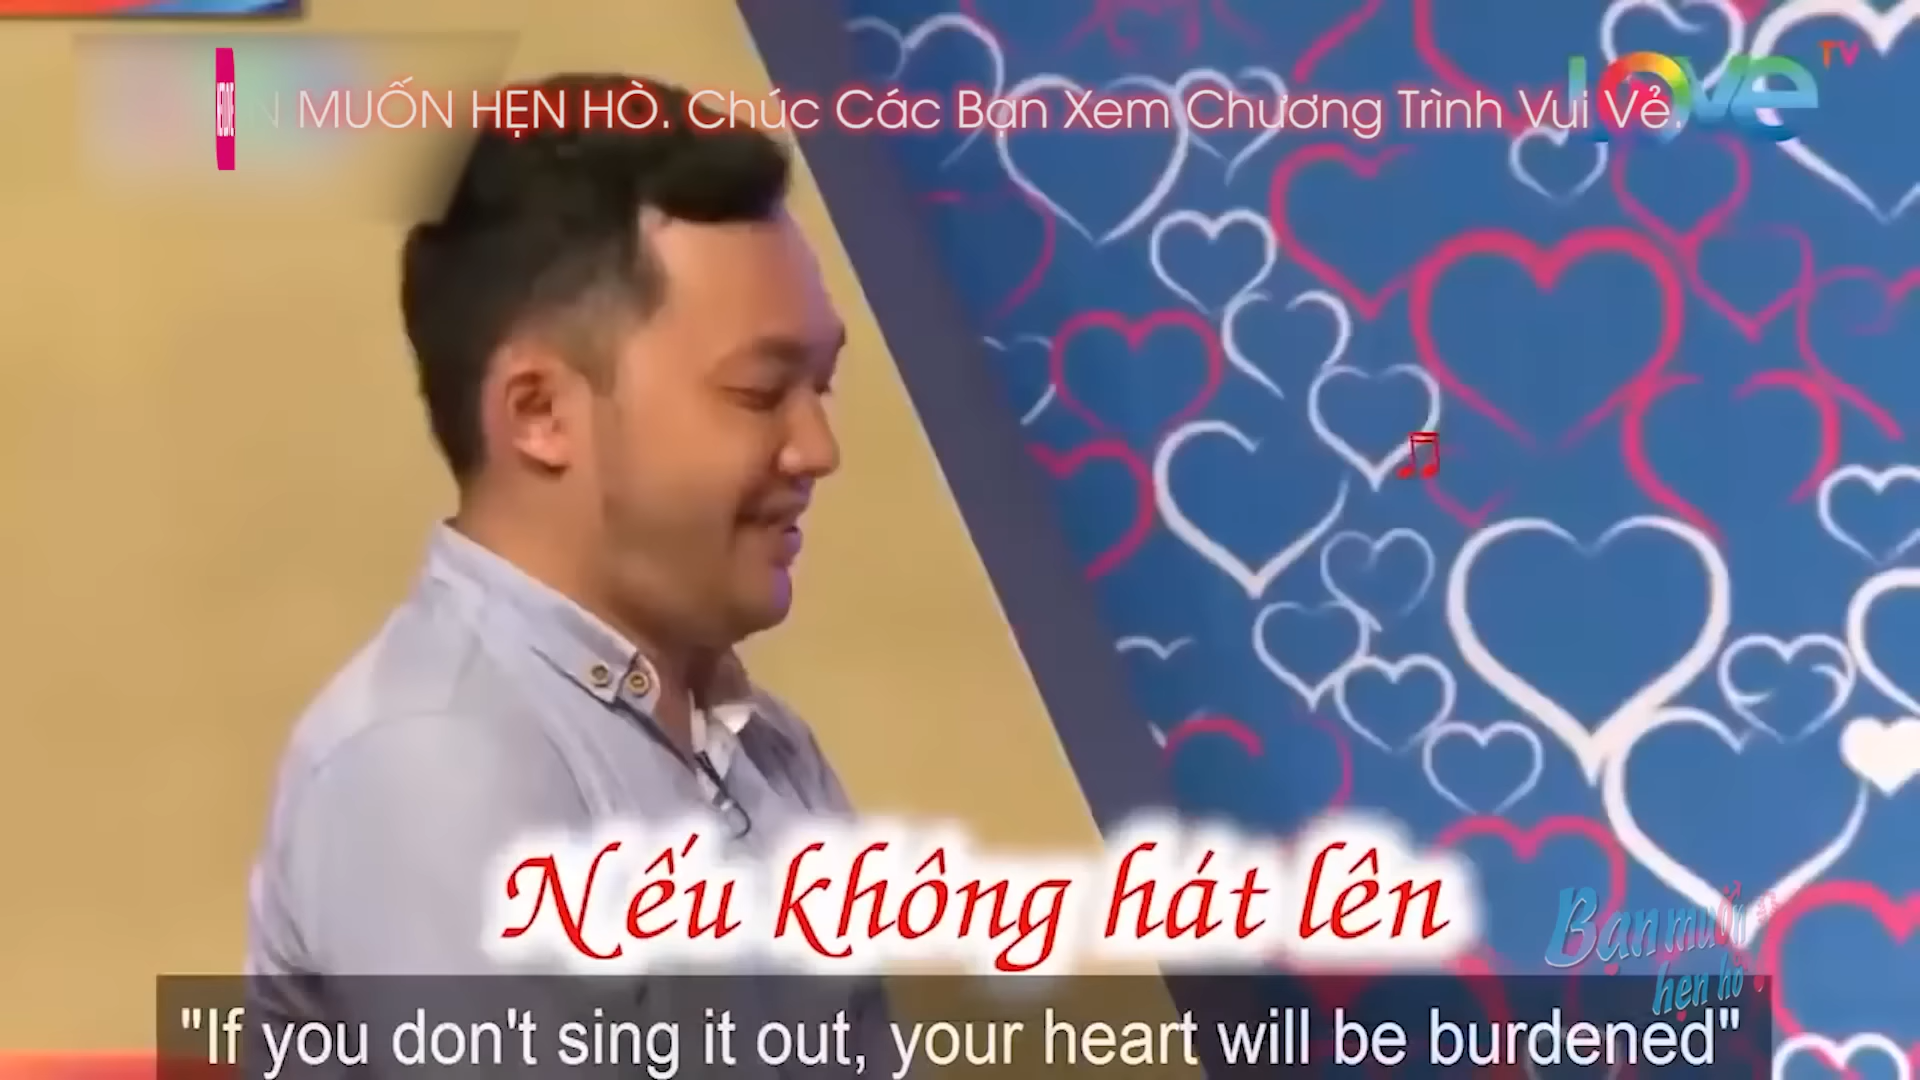 LOVE TV
N MUỐN HẸN HÒ. Chúc Các Bạn Xem Chương Trình Vui Vẻ.
Nếu không hát lên
Bạn muốn
hẹn hò
"If you don't sing it out, your heart will be burdened"